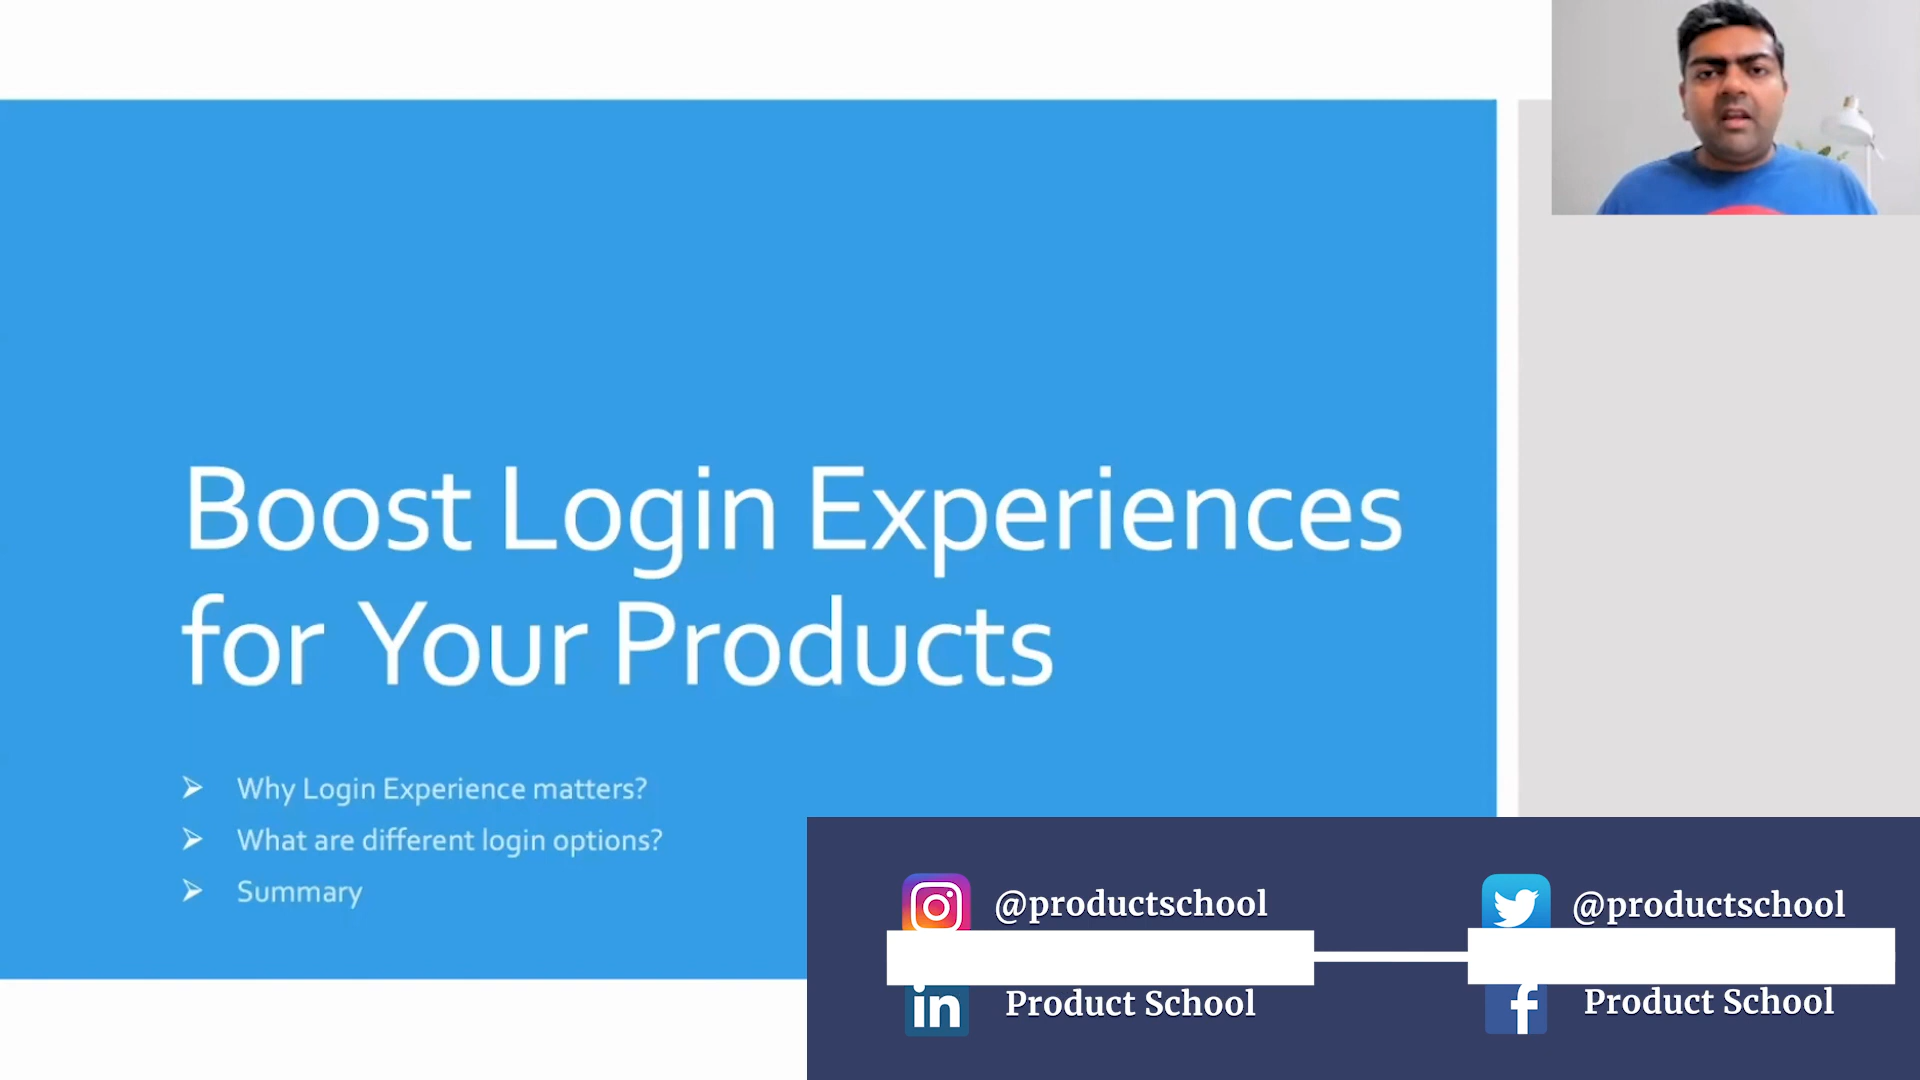 Boost Login Experiences
for Your Products
Why Login Experience matters?
What are different login options?
Summary
@productschool
@productschool
in Product School
f Product School